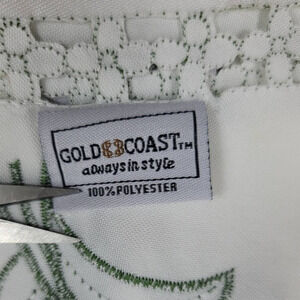 GOLD COAST TM
always in style
100% POLYESTER